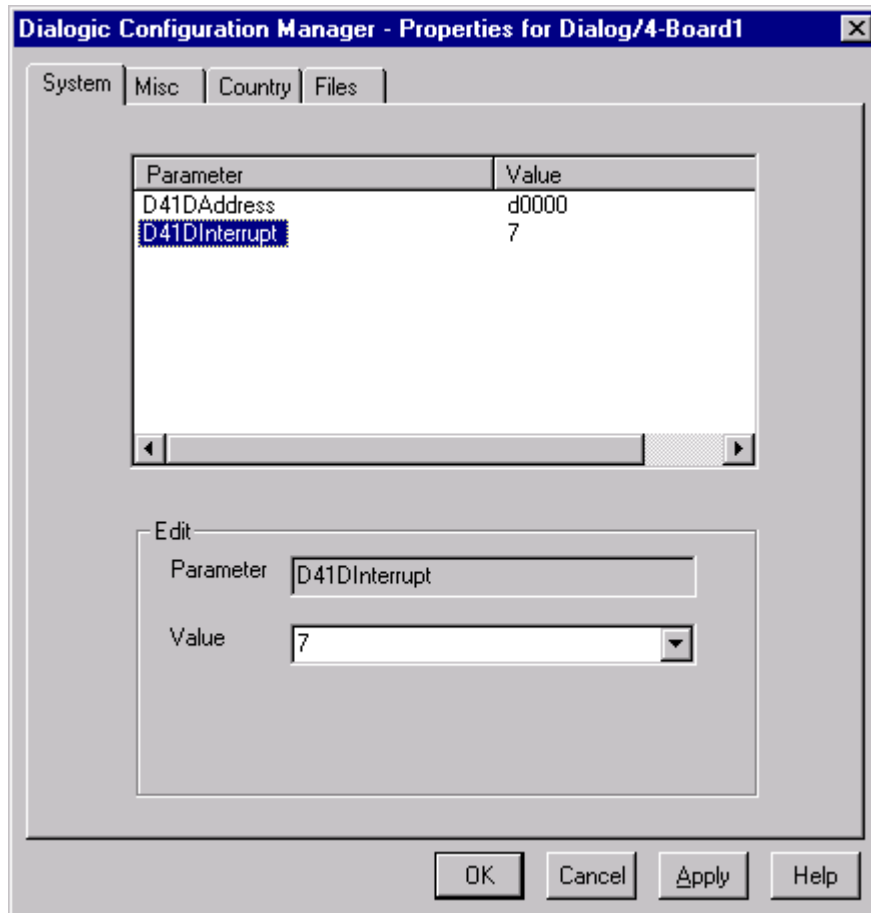 Dialogic Configuration Manager - Properties for Dialog/4-Board1
System Misc Country Files
Parameter Value
D41DAddress d0000
D41DInterrupt 7
Edit
Parameter D41DInterrupt
Value 7
OK Cancel Apply Help